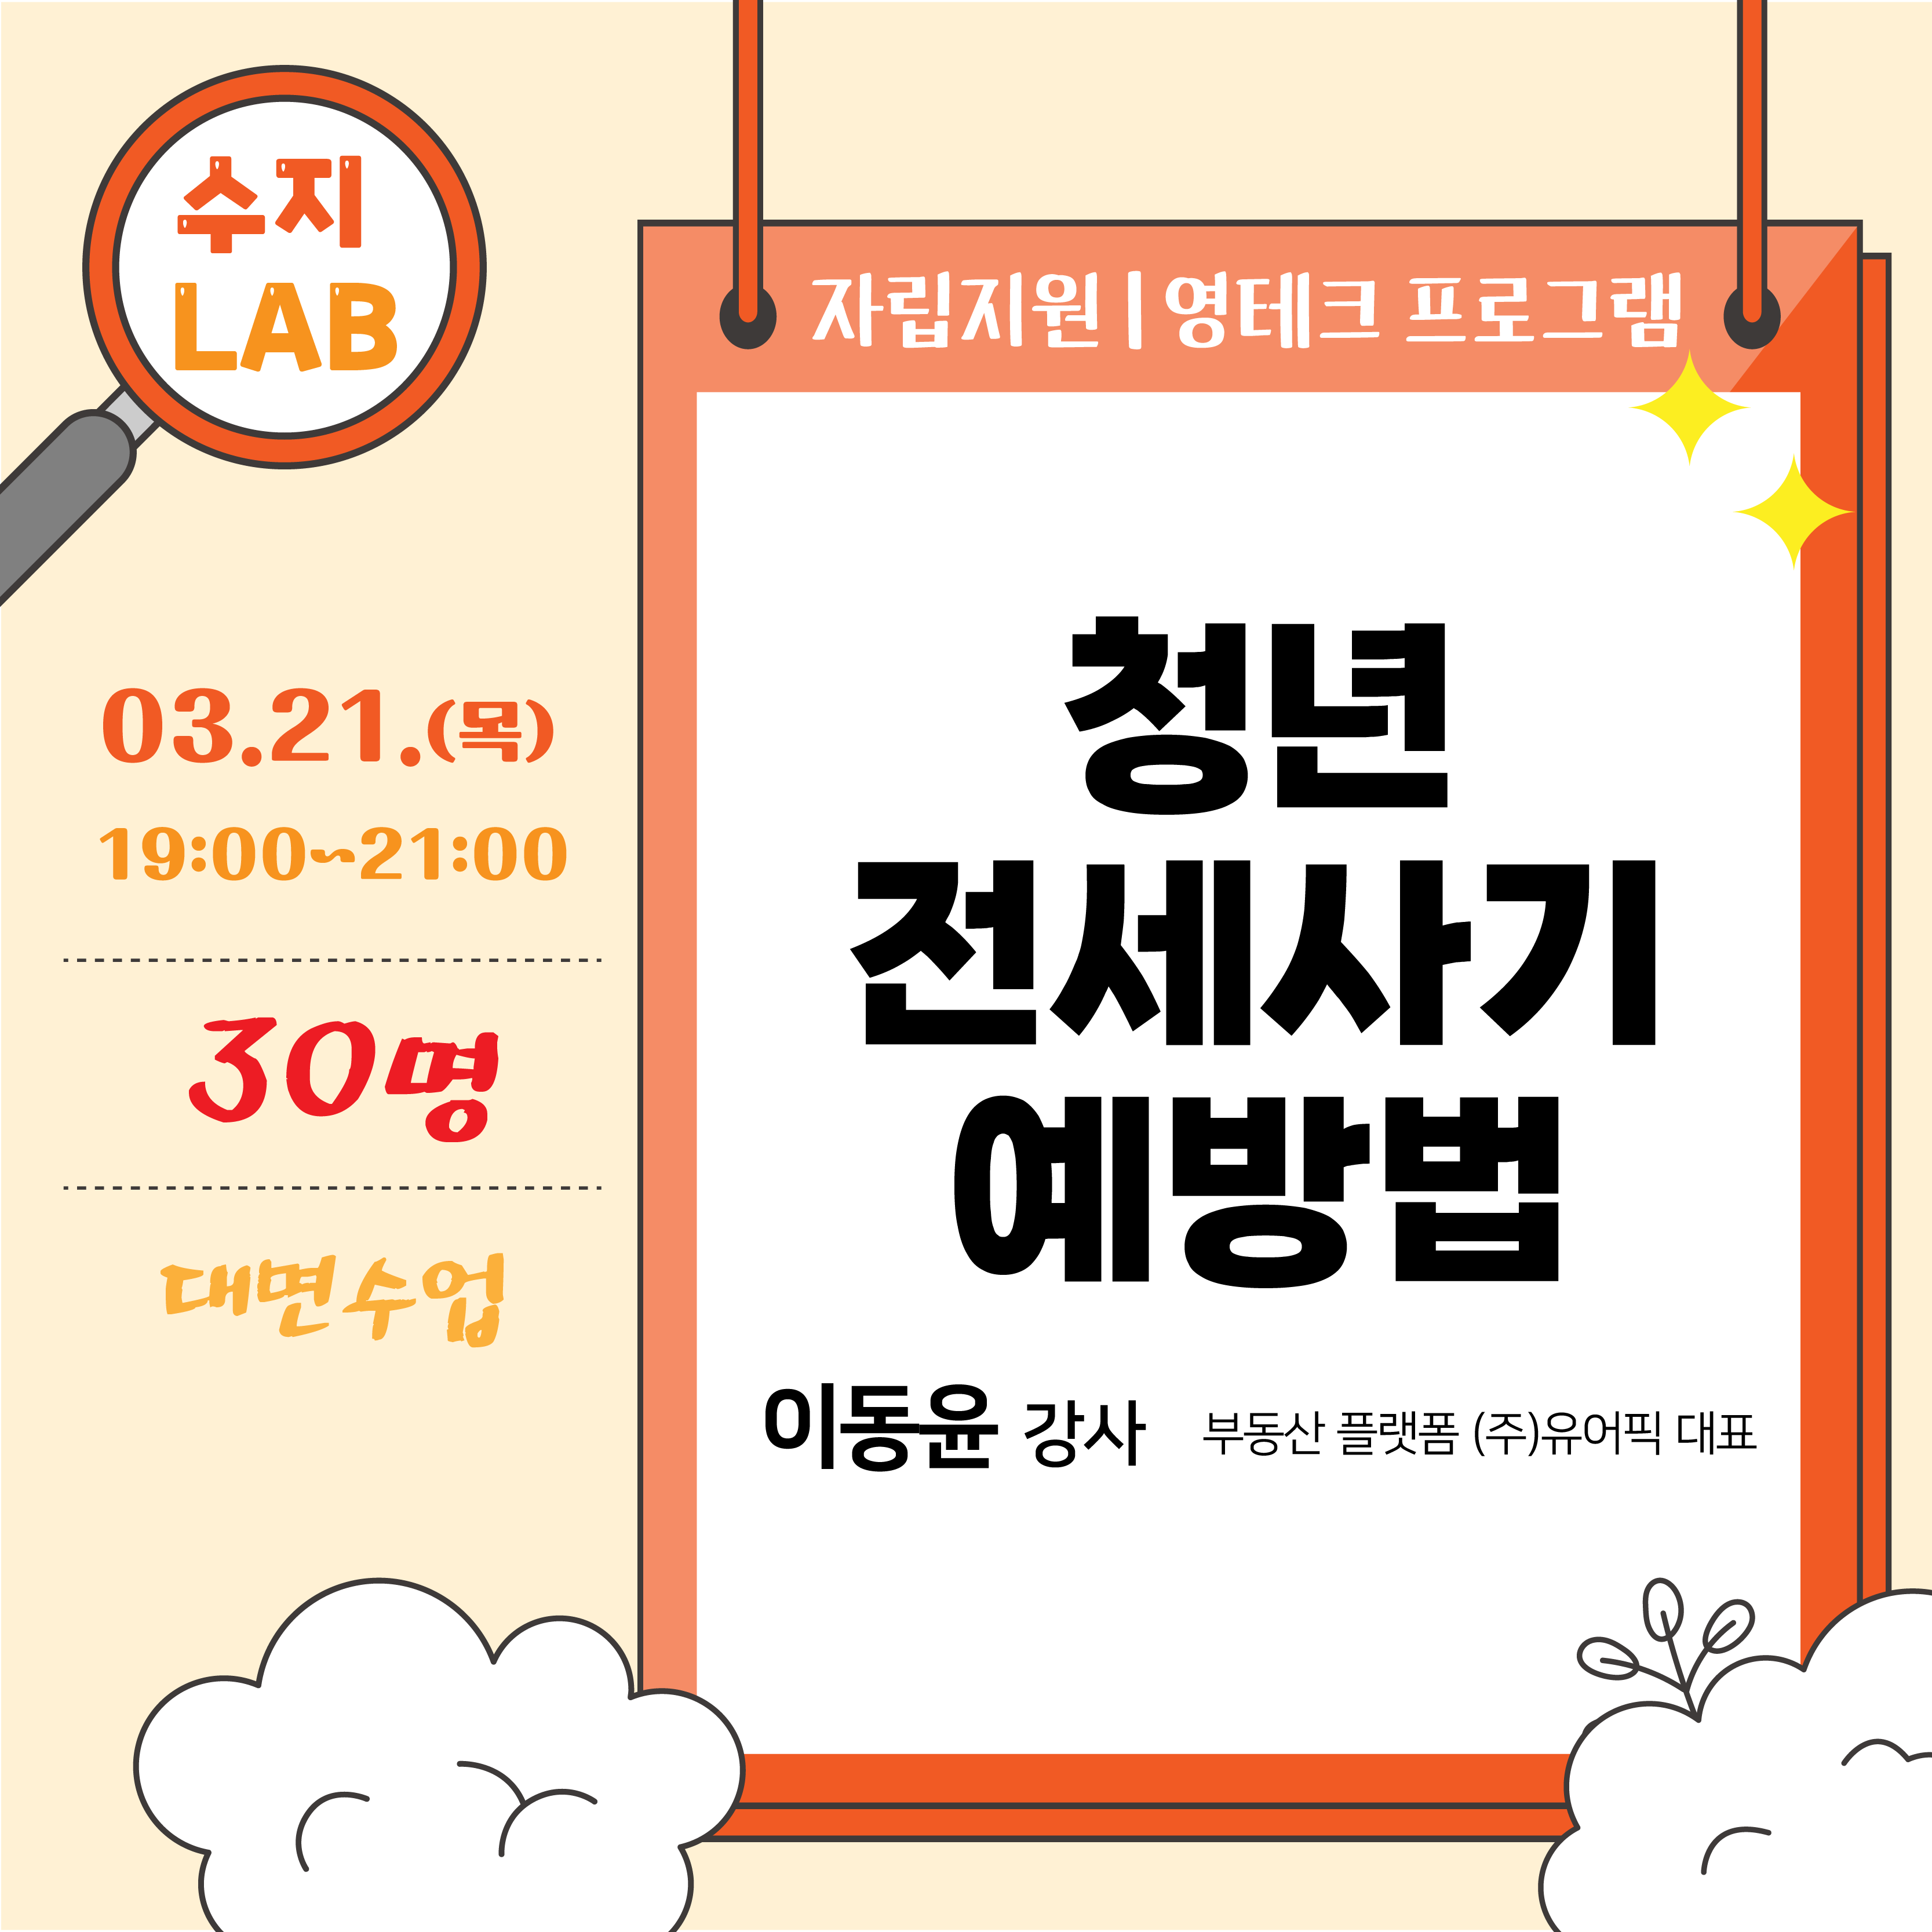 수지
LAB
자립지원 | 영테크 프로그램
03.21.(목)
19:00~21:00
30명
대면수업
청년
전세사기
예방법
이동윤 강사 부동산 플랫폼 (주)유어픽 대표